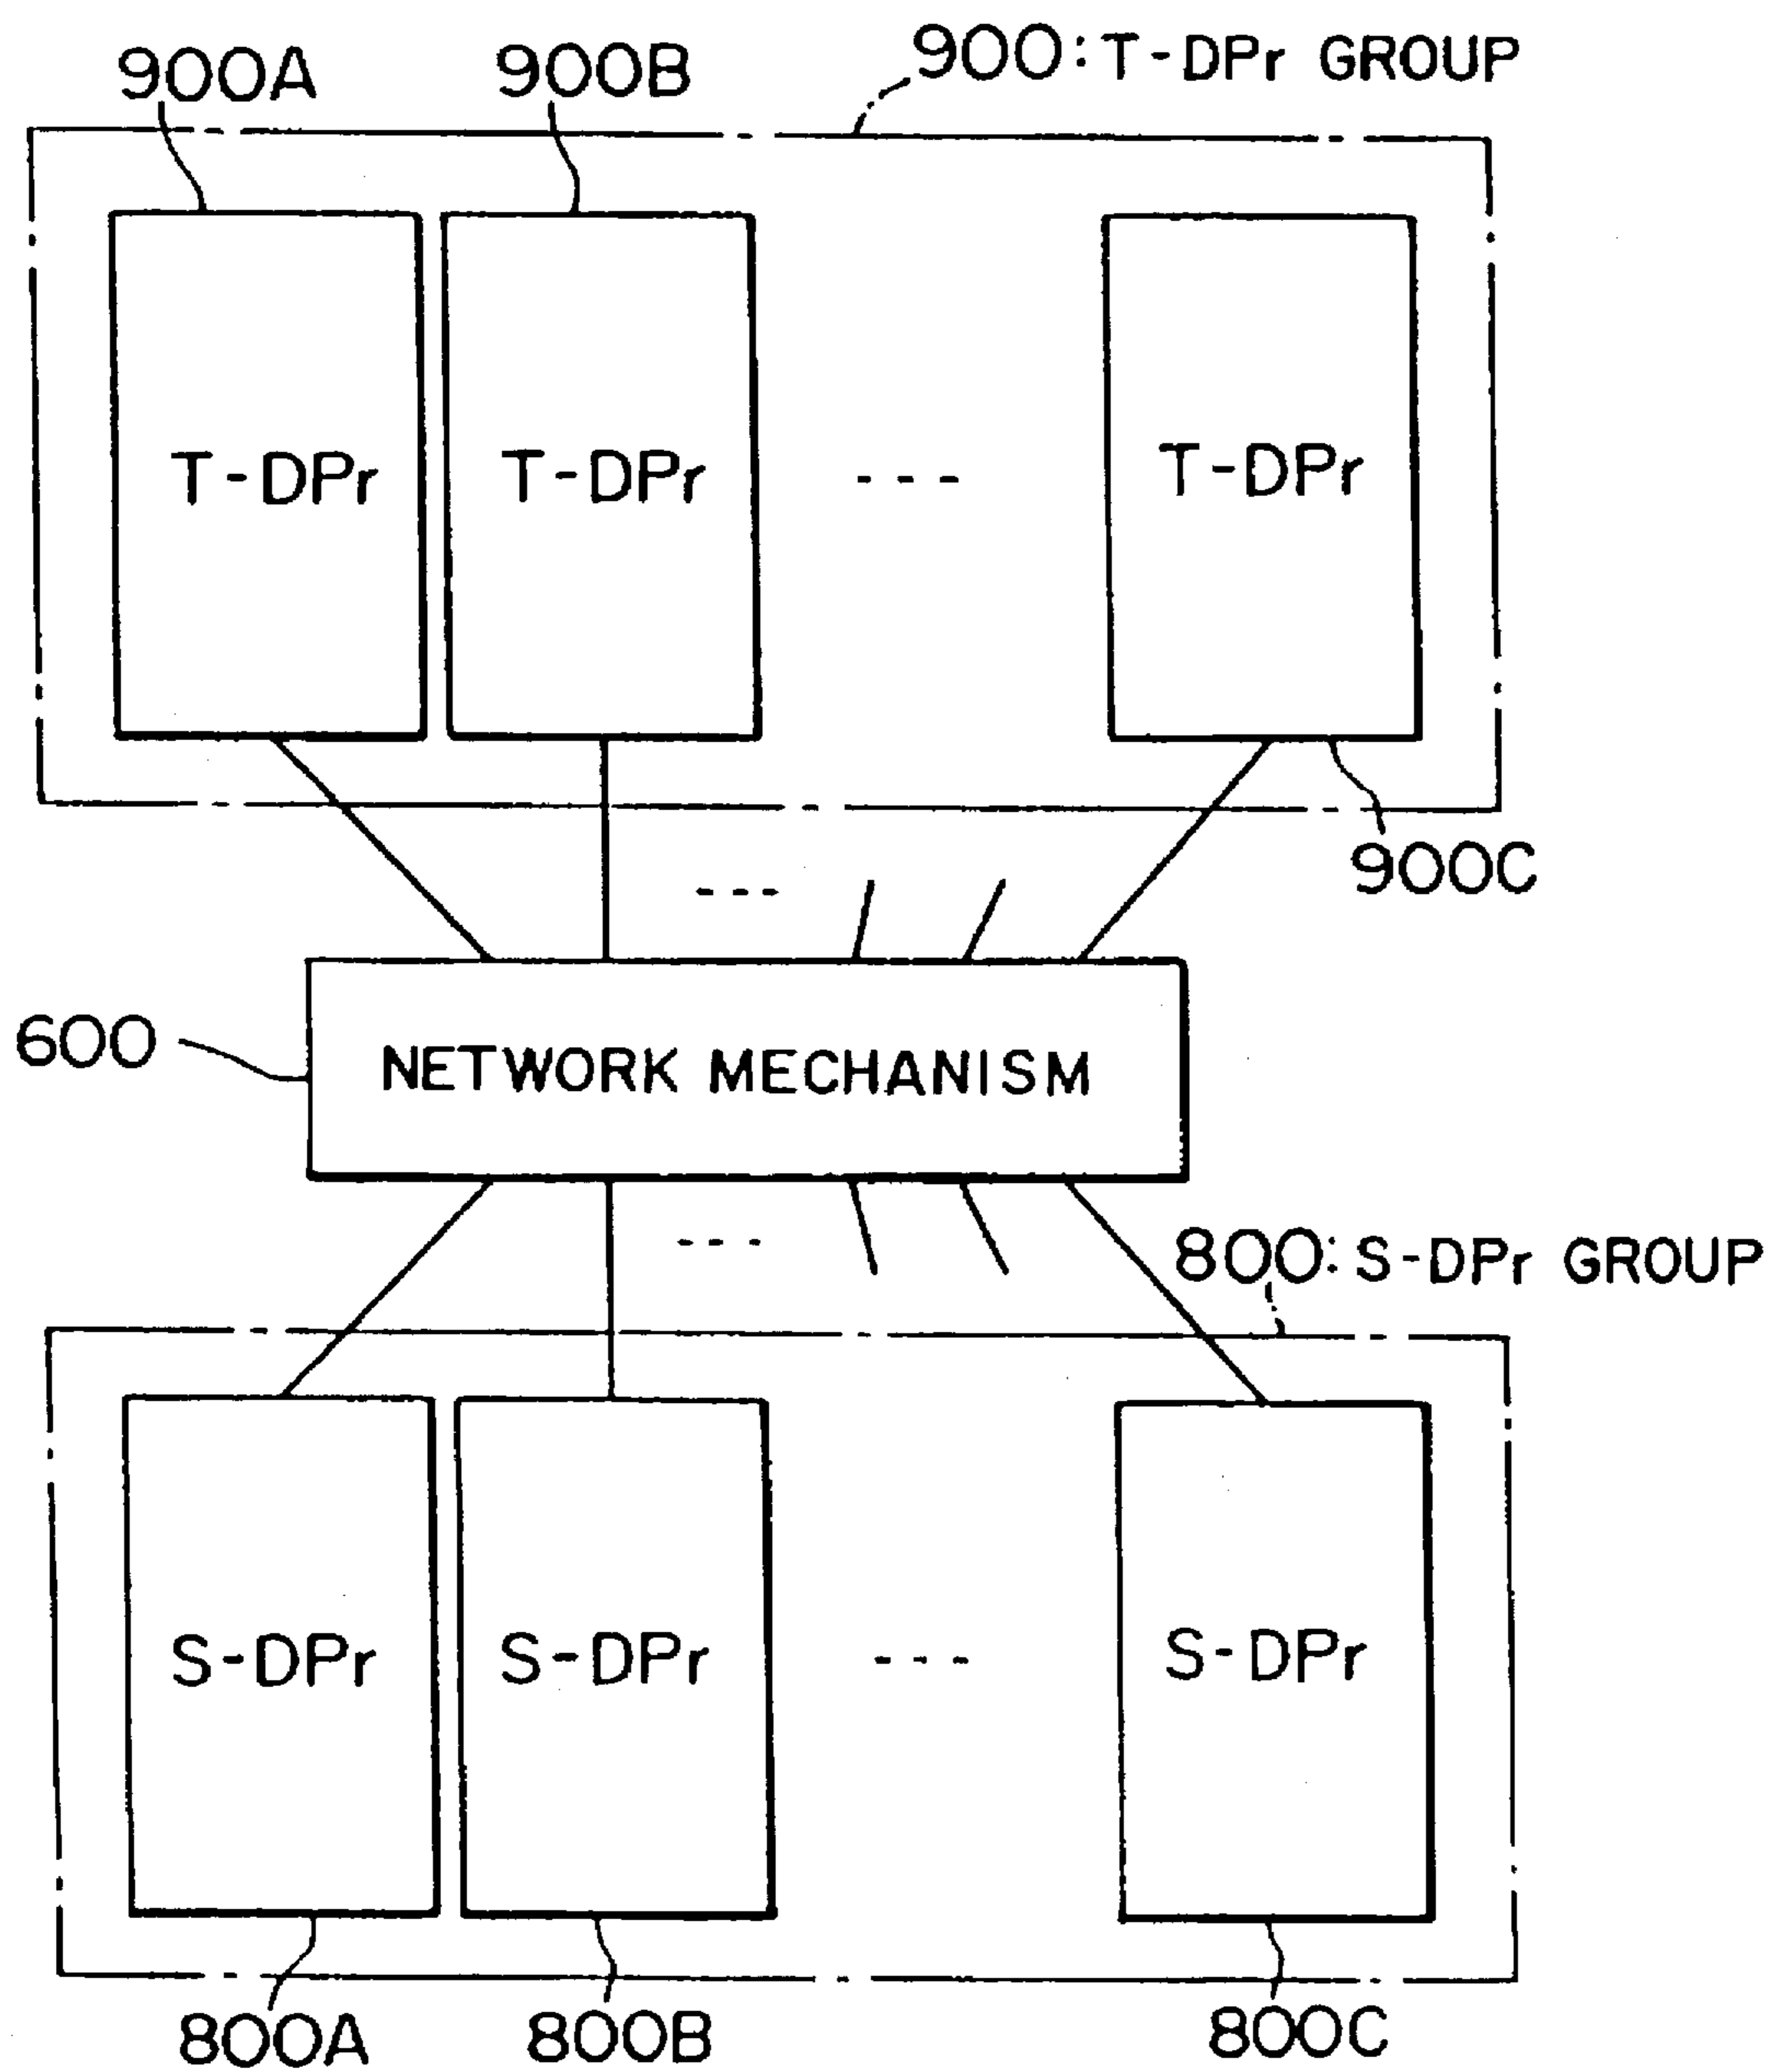 900A
900B
900: T-DPr GROUP
T-DPr
T-DPr
---
T-DPr
900C
---
600
NETWORK MECHANISM
---
800: S-DPr GROUP
S-DPr
S-DPr
---
S-DPr
800A
800B
800C